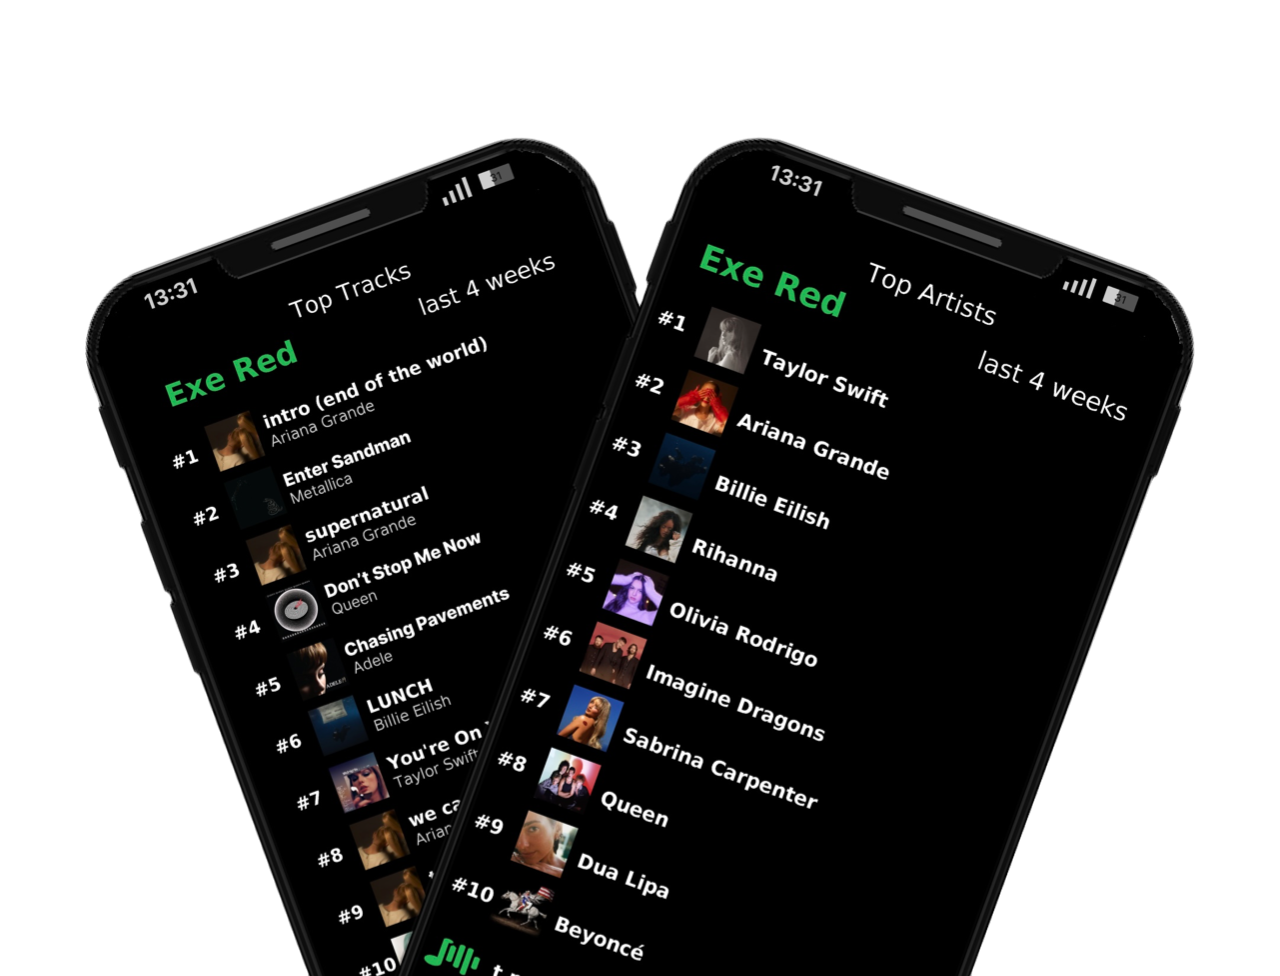 13:31
31
Top Tracks
last 4 weeks
Exe Red
#1
intro (end of the world)
Ariana Grande
#2
Enter Sandman
Metallica
#3
supernatural
Ariana Grande
#4
Don't Stop Me Now
Queen
#5
Chasing Pavements
Adele
#6
LUNCH
Billie Eilish
#7
You're On
Taylor Swift
#8
we ca
Arian
#9
#10
13:31
31
Exe Red
Top Artists
last 4 weeks
#1
Taylor Swift
#2
Ariana Grande
#3
Billie Eilish
#4
Rihanna
#5
Olivia Rodrigo
#6
Imagine Dragons
#7
Sabrina Carpenter
#8
Queen
#9
Dua Lipa
#10
Beyoncé